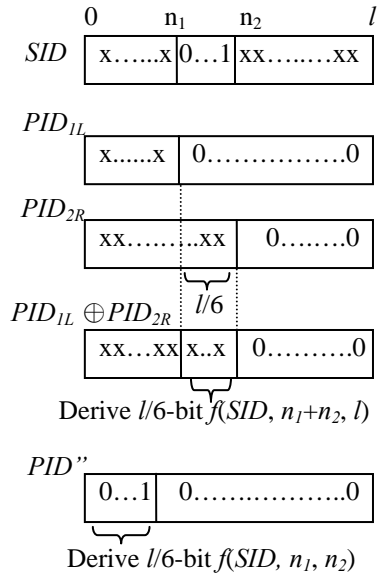 0 n₁ n₂ l
SID x…...x 0…1 xx…..….xx
PID₁L
x......x 0…………….0
PID₂R
xx……..xx 0…..….0
l/6
PID₁L ⊕PID₂R
xx…xx x..x 0……….0
Derive l/6-bit f(SID, n₁+n₂, l)
PID”
0…1 0…..………..….0
Derive l/6-bit f(SID, n₁, n₂)